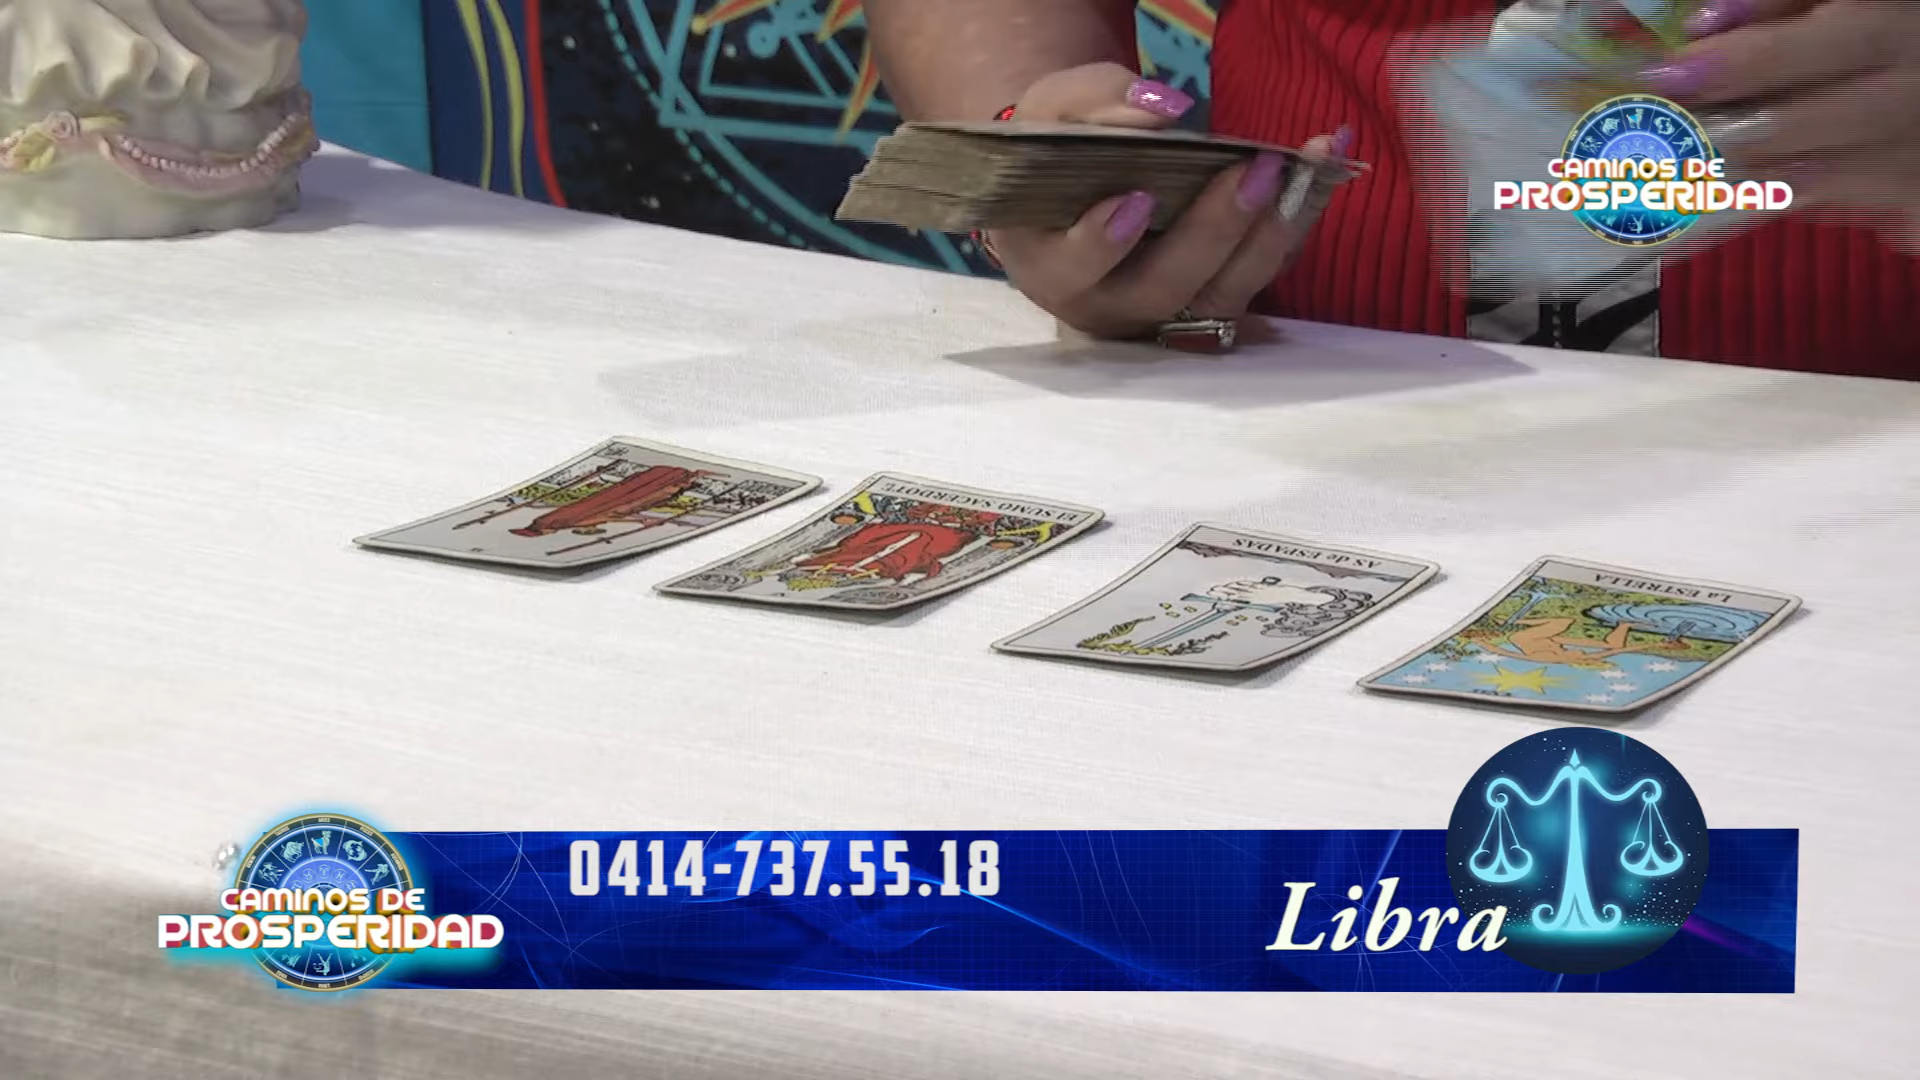 CAMINOS DE
PROSPERIDAD
EL SUMO SACERDOTE
AS de ESPADAS
La ESTRELLA
0414-737.55.18
CAMINOS DE
PROSPERIDAD
Libra